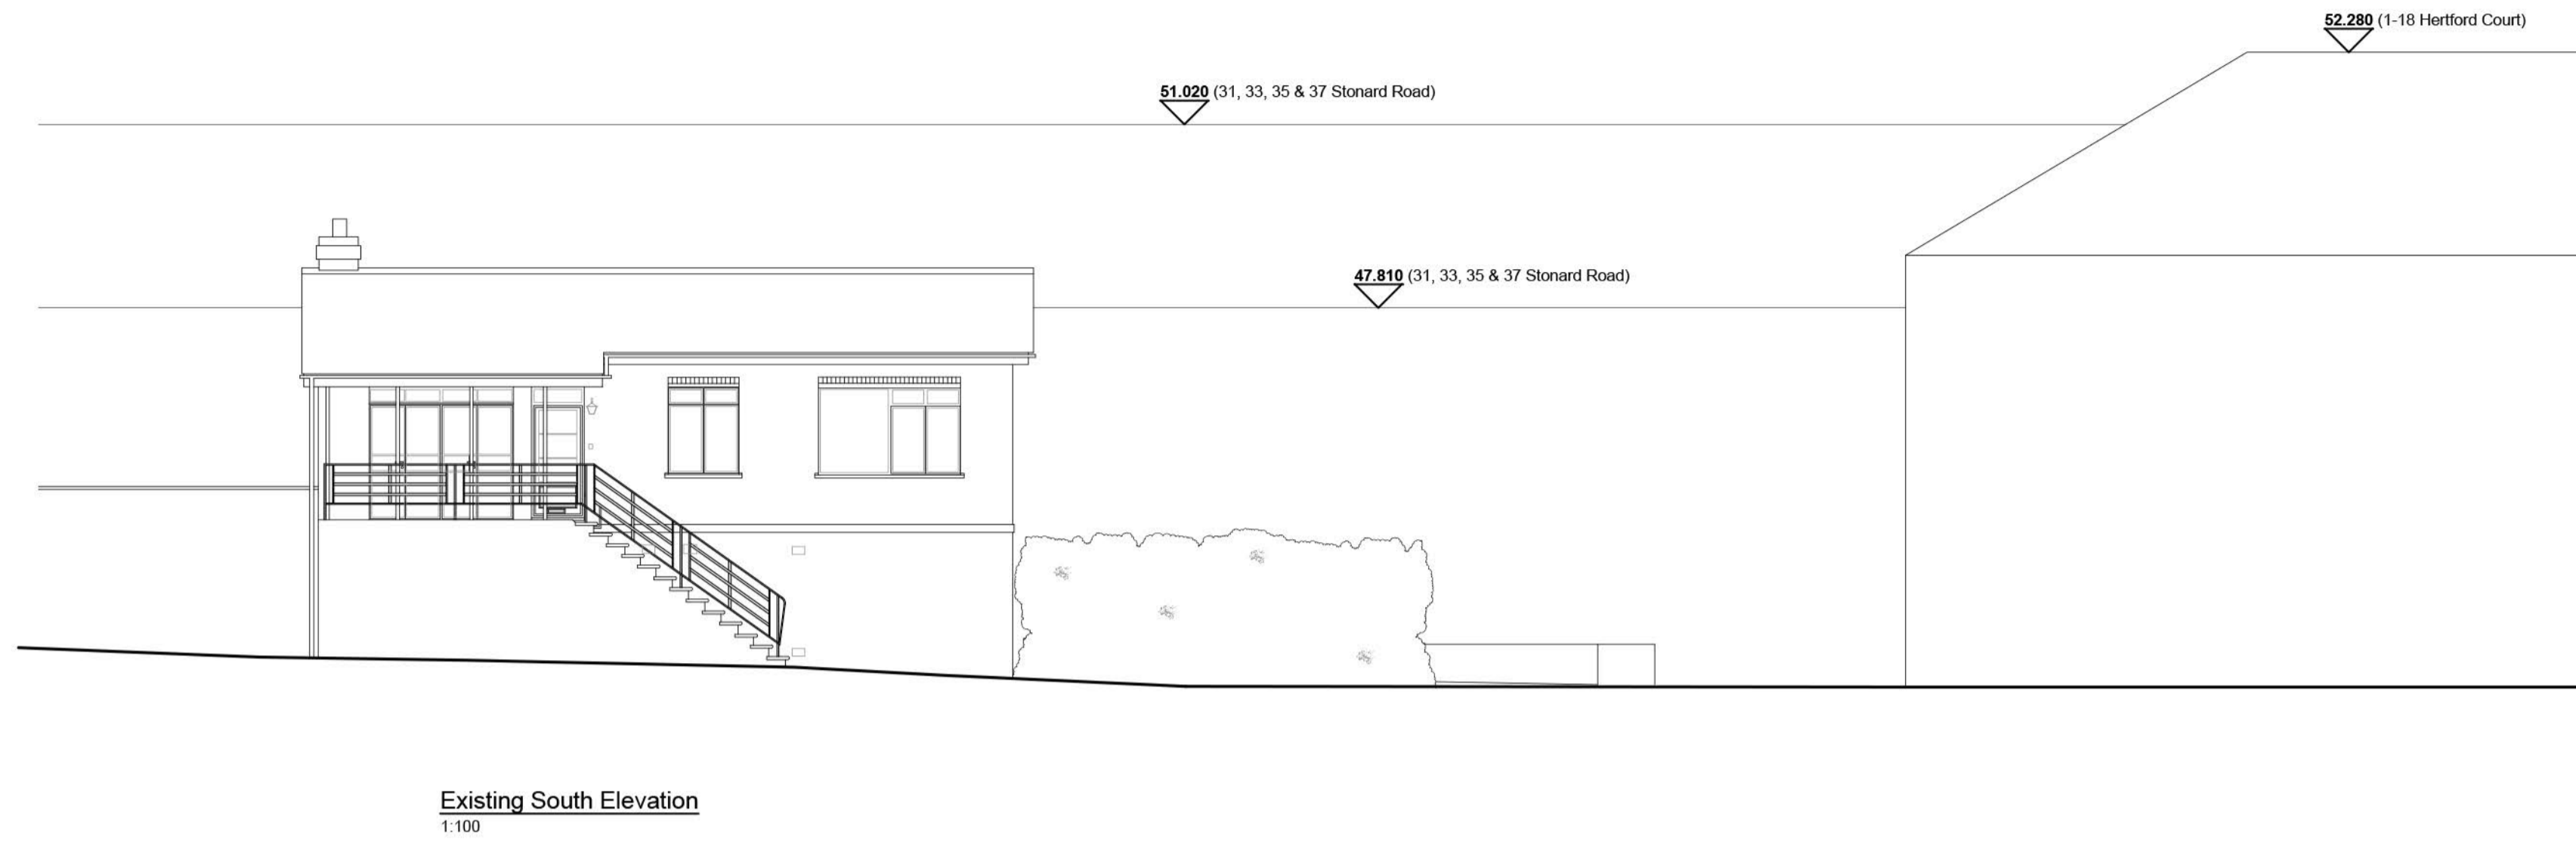 52.280 (1-18 Hertford Court)
51.020 (31, 33, 35 & 37 Stonard Road)
47.810 (31, 33, 35 & 37 Stonard Road)
Existing South Elevation
1:100